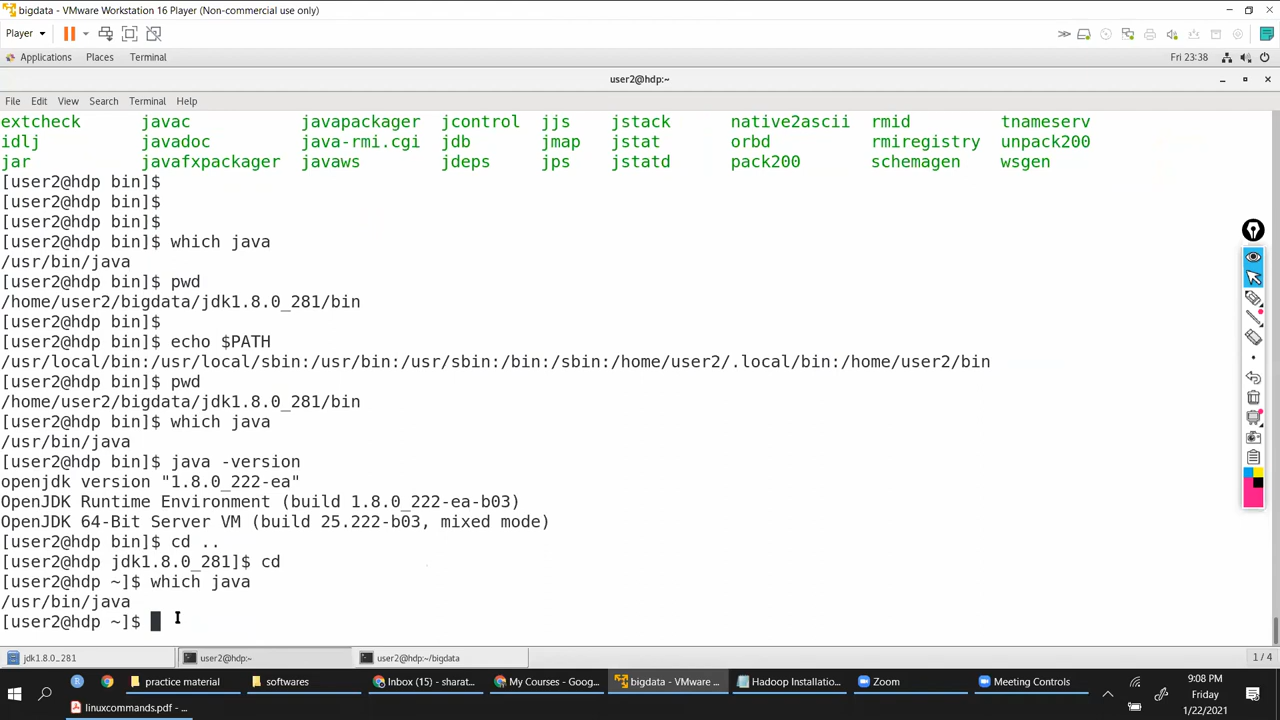 bigdata - VMware Workstation 16 Player (Non-commercial use only)
Player
Applications Places Terminal Fri 23:38
user2@hdp:~
File Edit View Search Terminal Help
extcheck javac javapackager jcontrol jjs jstack native2ascii rmid tnameserv
idlj javadoc java-rmi.cgi jdb jmap jstat orbd rmiregistry unpack200
jar javafxpackager javaws jdeps jps jstatd pack200 schemagen wsgen
[user2@hdp bin]$
[user2@hdp bin]$
[user2@hdp bin]$
[user2@hdp bin]$ which java
/usr/bin/java
[user2@hdp bin]$ pwd
/home/user2/bigdata/jdk1.8.0_281/bin
[user2@hdp bin]$
[user2@hdp bin]$ echo $PATH
/usr/local/bin:/usr/local/sbin:/usr/bin:/usr/sbin:/bin:/sbin:/home/user2/.local/bin:/home/user2/bin
[user2@hdp bin]$ pwd
/home/user2/bigdata/jdk1.8.0_281/bin
[user2@hdp bin]$ which java
/usr/bin/java
[user2@hdp bin]$ java -version
openjdk version "1.8.0_222-ea"
OpenJDK Runtime Environment (build 1.8.0_222-ea-b03)
OpenJDK 64-Bit Server VM (build 25.222-b03, mixed mode)
[user2@hdp bin]$ cd ..
[user2@hdp jdk1.8.0_281]$ cd
[user2@hdp ~]$ which java
/usr/bin/java
[user2@hdp ~]$
jdk1.8.0_281 user2@hdp:~ user2@hdp:~/bigdata 1 / 4
practice material softwares Inbox (15) - sharat... My Courses - Goog... bigdata - VMware ... Hadoop Installatio... Zoom Meeting Controls 9:08 PM
Friday
linuxcommands.pdf - ... 1/22/2021